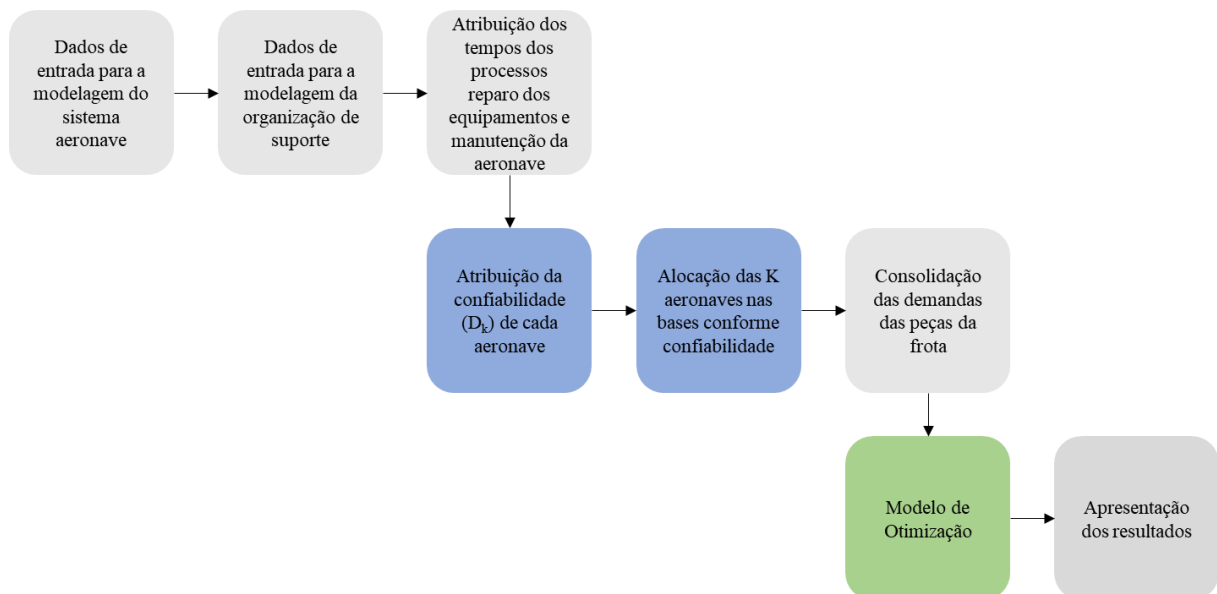 Dados de
entrada para a
modelagem do
sistema
aeronave
Dados de
entrada para a
modelagem da
organização de
suporte
Atribuição dos
tempos dos
processos
reparo dos
equipamentos e
manutenção da
aeronave
Atribuição da
confiabilidade
(Dₖ) de cada
aeronave
Alocação das K
aeronaves nas
bases conforme
confiabilidade
Consolidação
das demandas
das peças da
frota
Modelo de
Otimização
Apresentação
dos resultados